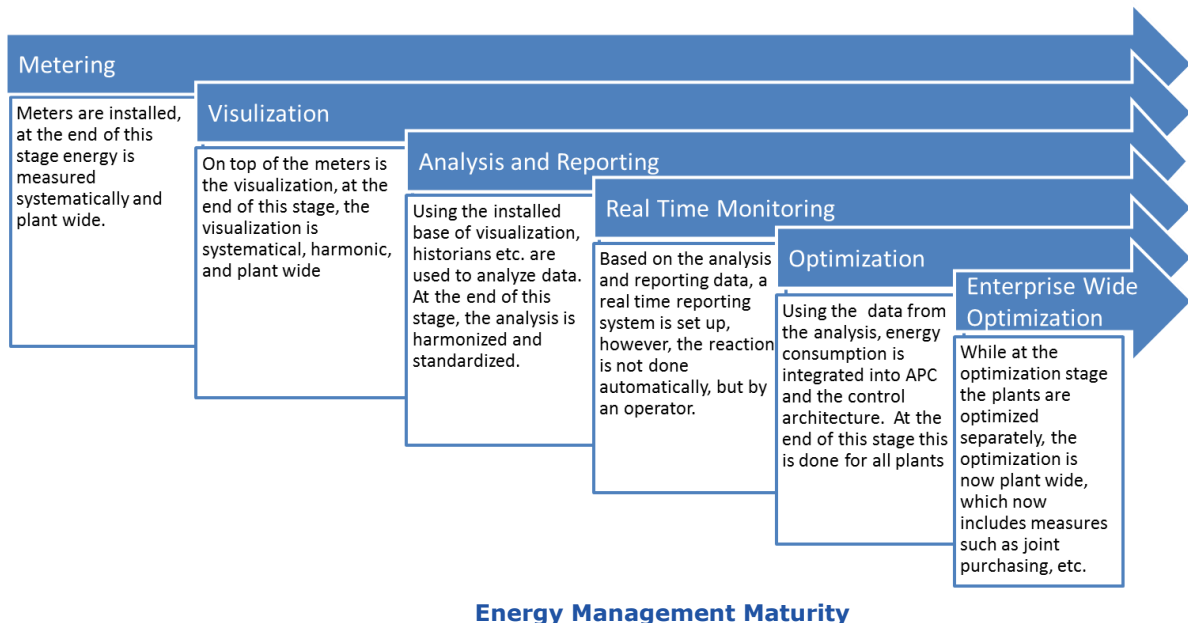 Metering
Meters are installed,
at the end of this
stage energy is
measured
systematically and
plant wide.
Visulization
On top of the meters is
the visualization, at the
end of this stage, the
visualization is
systematical, harmonic,
and plant wide
Analysis and Reporting
Using the installed
base of visualization,
historians etc. are
used to analyze data.
At the end of this
stage, the analysis is
harmonized and
standardized.
Real Time Monitoring
Based on the analysis
and reporting data, a
real time reporting
system is set up,
however, the reaction
is not done
automatically, but by
an operator.
Optimization
Using the  data from
the analysis, energy
consumption is
integrated into APC
and the control
architecture.  At the
end of this stage this
is done for all plants
Enterprise Wide
Optimization
While at the
optimization stage
the plants are
optimized
separately, the
optimization is
now plant wide,
which now
includes measures
such as joint
purchasing, etc.
Energy Management Maturity